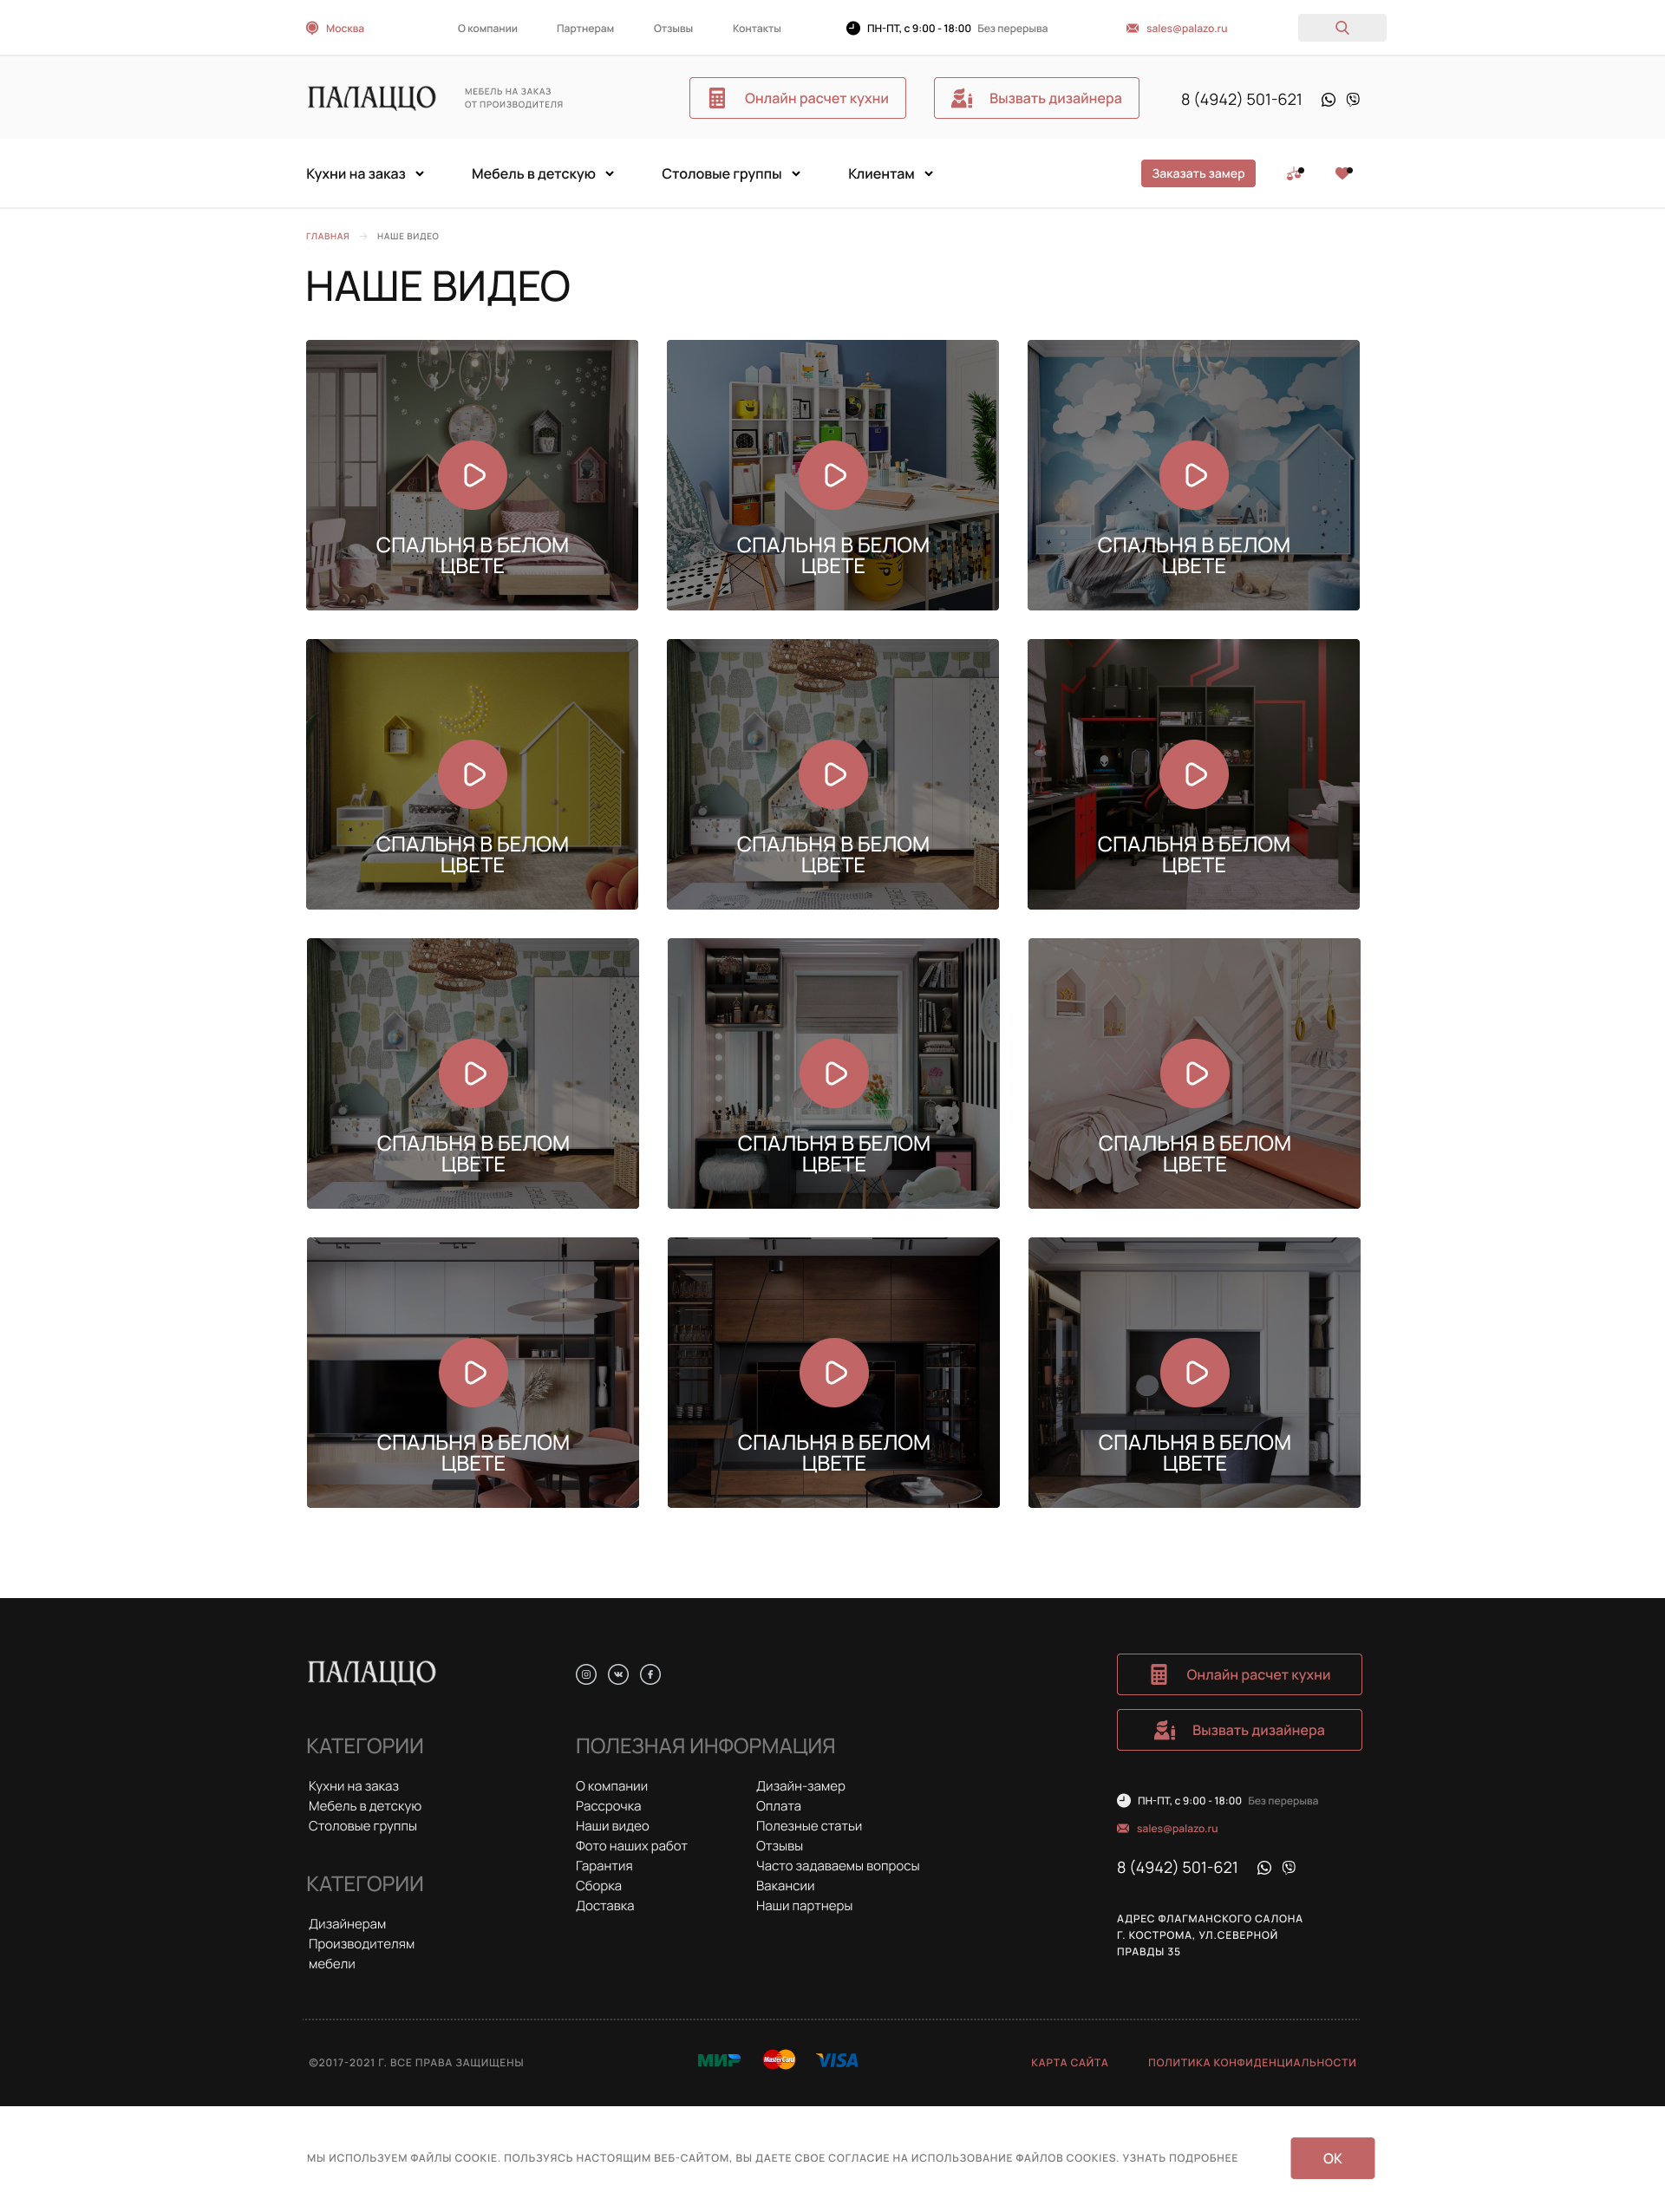 Москва
О компании
Партнерам
Отзывы
Контакты
ПН-ПТ, с 9:00 - 18:00 Без перерыва
sales@palazo.ru
ПАЛАЦЦО
МЕБЕЛЬ НА ЗАКАЗ
ОТ ПРОИЗВОДИТЕЛЯ
Онлайн расчет кухни
Вызвать дизайнера
8 (4942) 501-621
Кухни на заказ
Мебель в детскую
Столовые группы
Клиентам
Заказать замер
ГЛАВНАЯ
НАШЕ ВИДЕО
НАШЕ ВИДЕО
СПАЛЬНЯ В БЕЛОМ
ЦВЕТЕ
СПАЛЬНЯ В БЕЛОМ
ЦВЕТЕ
СПАЛЬНЯ В БЕЛОМ
ЦВЕТЕ
СПАЛЬНЯ В БЕЛОМ
ЦВЕТЕ
СПАЛЬНЯ В БЕЛОМ
ЦВЕТЕ
СПАЛЬНЯ В БЕЛОМ
ЦВЕТЕ
СПАЛЬНЯ В БЕЛОМ
ЦВЕТЕ
СПАЛЬНЯ В БЕЛОМ
ЦВЕТЕ
СПАЛЬНЯ В БЕЛОМ
ЦВЕТЕ
СПАЛЬНЯ В БЕЛОМ
ЦВЕТЕ
СПАЛЬНЯ В БЕЛОМ
ЦВЕТЕ
СПАЛЬНЯ В БЕЛОМ
ЦВЕТЕ
ПАЛАЦЦО
КАТЕГОРИИ
Кухни на заказ
Мебель в детскую
Столовые группы
КАТЕГОРИИ
Дизайнерам
Производителям
мебели
ПОЛЕЗНАЯ ИНФОРМАЦИЯ
О компании
Рассрочка
Наши видео
Фото наших работ
Гарантия
Сборка
Доставка
Дизайн-замер
Оплата
Полезные статьи
Отзывы
Часто задаваемы вопросы
Вакансии
Наши партнеры
Онлайн расчет кухни
Вызвать дизайнера
ПН-ПТ, с 9:00 - 18:00 Без перерыва
sales@palazo.ru
8 (4942) 501-621
АДРЕС ФЛАГМАНСКОГО САЛОНА
Г. КОСТРОМА, УЛ.СЕВЕРНОЙ
ПРАВДЫ 35
©2017-2021 Г. ВСЕ ПРАВА ЗАЩИЩЕНЫ
МИР
MasterCard
VISA
КАРТА САЙТА
ПОЛИТИКА КОНФИДЕНЦИАЛЬНОСТИ
МЫ ИСПОЛЬЗУЕМ ФАЙЛЫ COOKIE. ПОЛЬЗУЯСЬ НАСТОЯЩИМ ВЕБ-САЙТОМ, ВЫ ДАЕТЕ СВОЕ СОГЛАСИЕ НА ИСПОЛЬЗОВАНИЕ ФАЙЛОВ COOKIES. УЗНАТЬ ПОДРОБНЕЕ
ОК